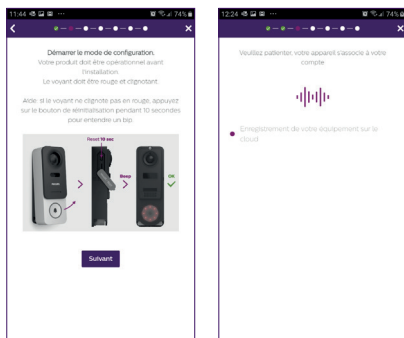 11:44
74%
Démarrer le mode de configuration.
Votre produit doit être opérationnel avant
l'installation.
Le voyant doit être rouge et clignotant.
Aide: si le voyant ne clignote pas en rouge, appuyez
sur le bouton de réinitialisation pendant 10 secondes
pour entendre un bip.
Reset 10 sec
Beep
OK
Suivant
12:24
74%
Veuillez patienter, votre appareil s'associe à votre
compte
Enregistrement de votre équipement sur le
cloud